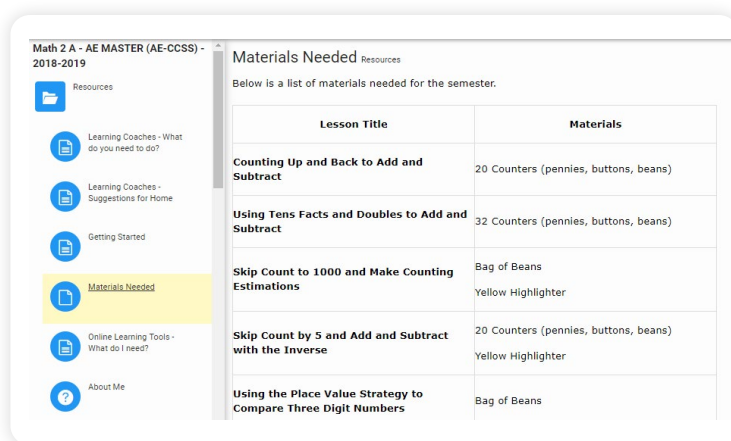 Math 2 A - AE MASTER (AE-CCSS) -
2018-2019
Resources
Learning Coaches - What
do you need to do?
Learning Coaches -
Suggestions for Home
Getting Started
Materials Needed
Online Learning Tools -
What do I need?
About Me
Materials Needed Resources
Below is a list of materials needed for the semester.
Lesson Title
Materials
Counting Up and Back to Add and
Subtract
20 Counters (pennies, buttons, beans)
Using Tens Facts and Doubles to Add and
Subtract
32 Counters (pennies, buttons, beans)
Skip Count to 1000 and Make Counting
Estimations
Bag of Beans
Yellow Highlighter
Skip Count by 5 and Add and Subtract
with the Inverse
20 Counters (pennies, buttons, beans)
Yellow Highlighter
Using the Place Value Strategy to
Compare Three Digit Numbers
Bag of Beans